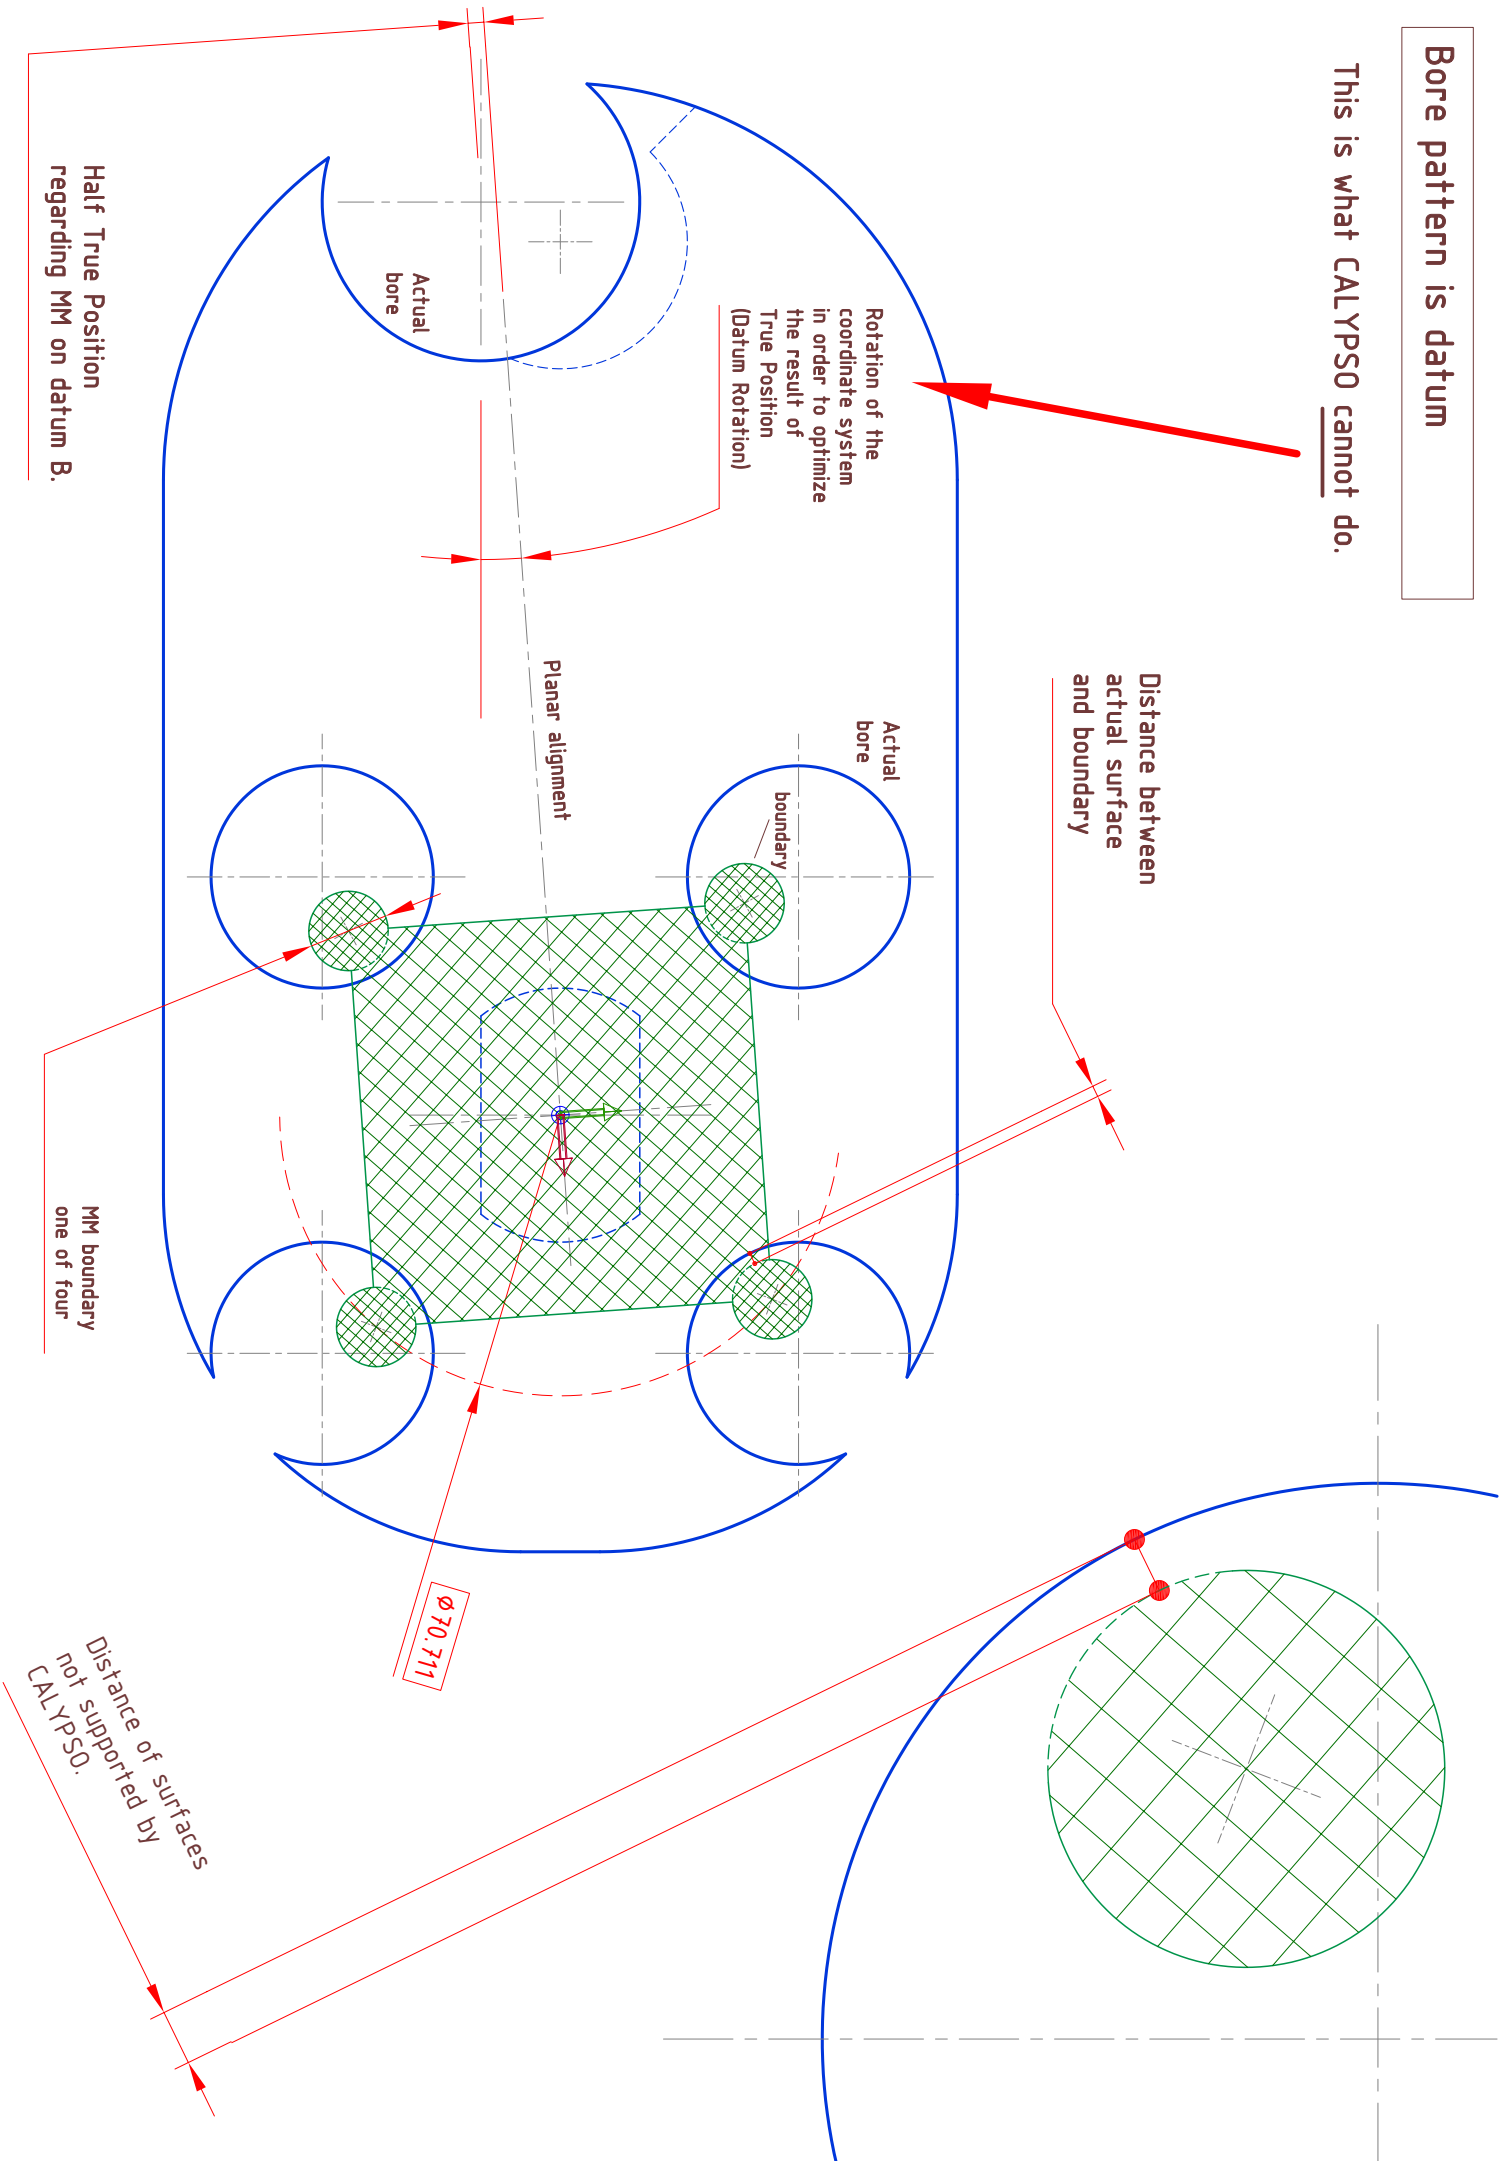 Bore pattern is datum
This is what CALYPSO cannot do.
Rotation of the
coordinate system
in order to optimize
the result of
True Position
(Datum Rotation)
Actual
bore
Half True Position
regarding MM on datum B.
Distance between
actual surface
and boundary
Actual
bore
boundary
Planar alignment
MM boundary
one of four
Ø70.711
Distance of surfaces
not supported by
CALYPSO.